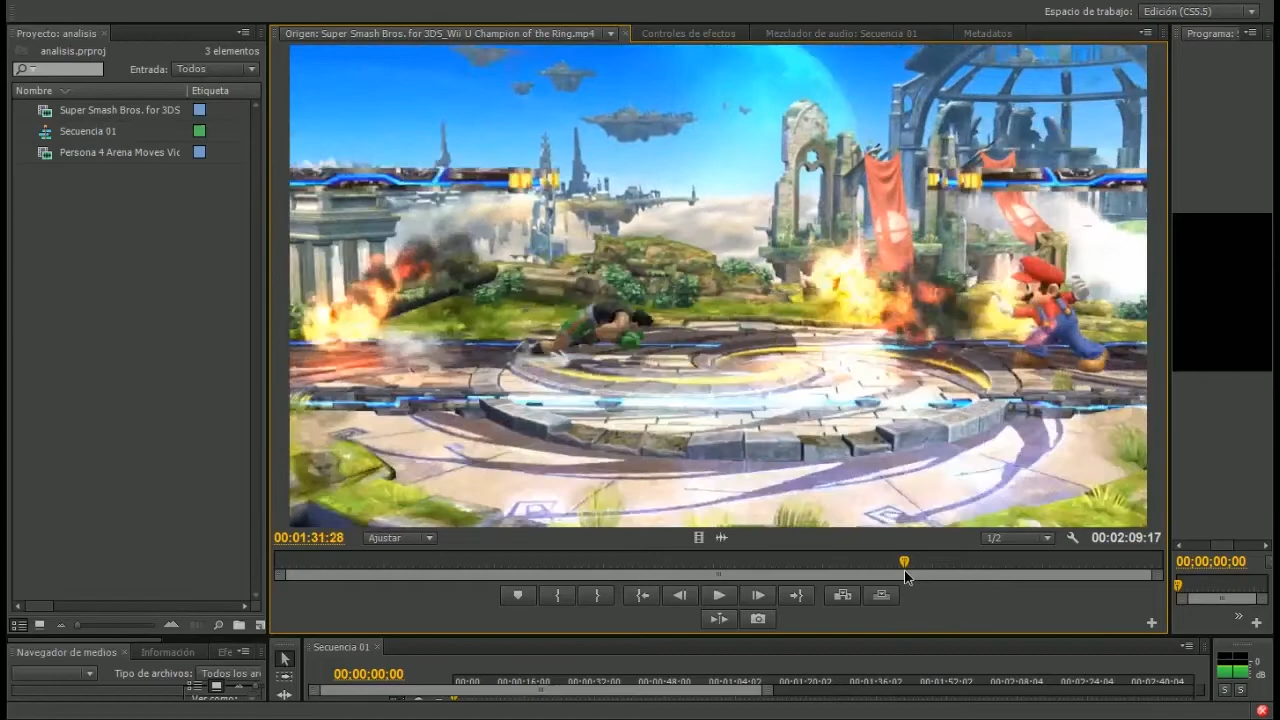 Espacio de trabajo: Edición (CS5.5)
Proyecto: analisis
analisis.prproj 3 elementos
Entrada: Todos
Nombre Etiqueta
Super Smash Bros. for 3DS
Secuencia 01
Persona 4 Arena Moves Vic
Origen: Super Smash Bros. for 3DS_Wii U Champion of the Ring.mp4 Controles de efectos Mezclador de audio: Secuencia 01 Metadatos
Programa:
00:01:31:28 Ajustar 1/2 00:02:09:17
00;00;00;00
Navegador de medios Información Efe
Tipo de archivos: Todos los arc
Ver como:
Secuencia 01
00:00;00;00
00:00 00:00:16:00 00:00:32:00 00:00:48:00 00:01:04:02 00:01:20:02 00:01:36:02 00:01:52:02 00:02:08:04 00:02:24:04 00:02:40:04
0
dB
S S